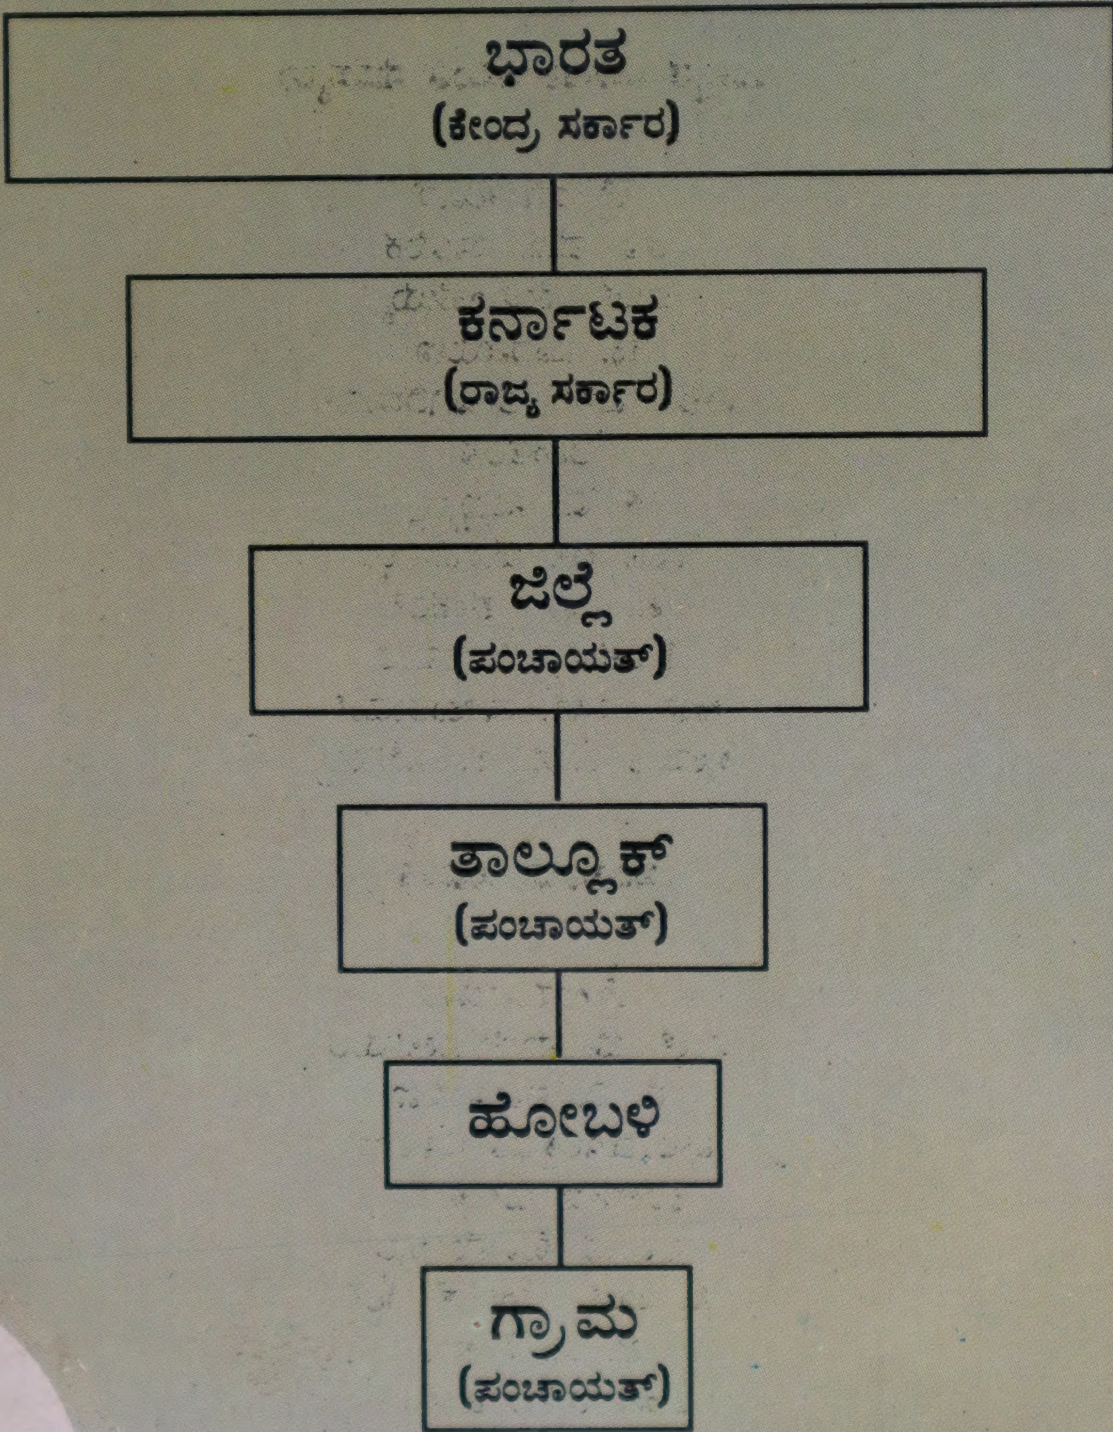 ಭಾರತ
(ಕೇಂದ್ರ ಸರ್ಕಾರ)
ಕರ್ನಾಟಕ
(ರಾಜ್ಯ ಸರ್ಕಾರ)
ಜಿಲ್ಲೆ
(ಪಂಚಾಯತ್)
ತಾಲ್ಲೂಕ್
(ಪಂಚಾಯತ್)
ಹೋಬಳಿ
ಗ್ರಾಮ
(ಪಂಚಾಯತ್)